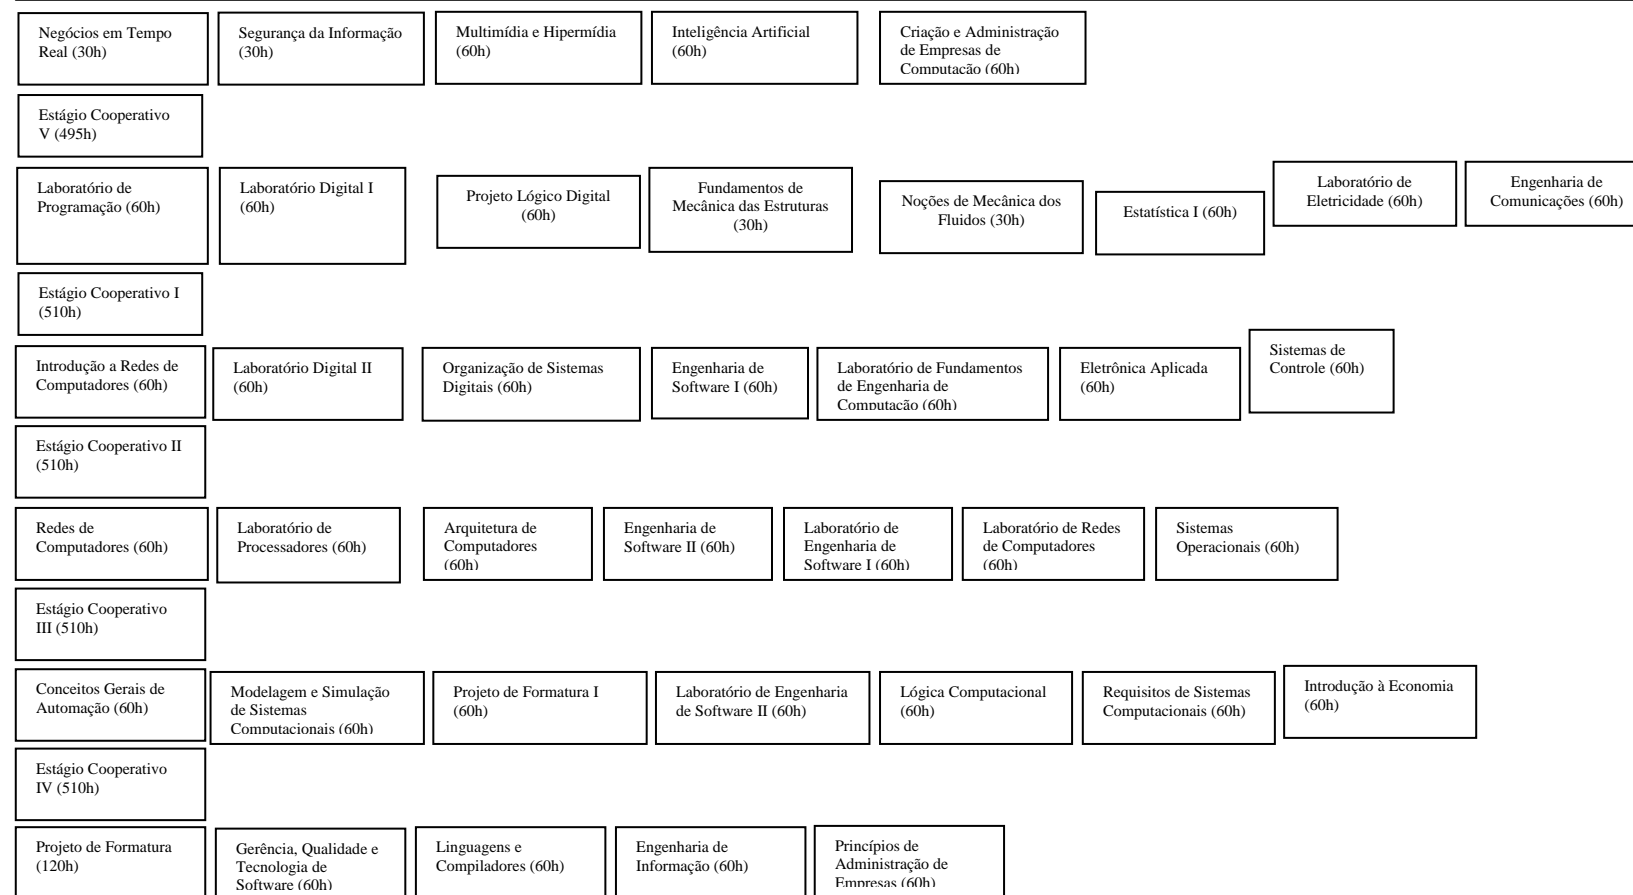 Negócios em Tempo
Real (30h)
Segurança da Informação
(30h)
Multimídia e Hipermídia
(60h)
Inteligência Artificial
(60h)
Criação e Administração
de Empresas de
Computação (60h)
Estágio Cooperativo
V (495h)
Laboratório de
Programação (60h)
Laboratório Digital I
(60h)
Projeto Lógico Digital
(60h)
Fundamentos de
Mecânica das Estruturas
(30h)
Noções de Mecânica dos
Fluidos (30h)
Estatística I (60h)
Laboratório de
Eletricidade (60h)
Engenharia de
Comunicações (60h)
Estágio Cooperativo I
(510h)
Introdução a Redes de
Computadores (60h)
Laboratório Digital II
(60h)
Organização de Sistemas
Digitais (60h)
Engenharia de
Software I (60h)
Laboratório de Fundamentos
de Engenharia de
Computação (60h)
Eletrônica Aplicada
(60h)
Sistemas de
Controle (60h)
Estágio Cooperativo II
(510h)
Redes de
Computadores (60h)
Laboratório de
Processadores (60h)
Arquitetura de
Computadores
(60h)
Engenharia de
Software II (60h)
Laboratório de
Engenharia de
Software I (60h)
Laboratório de Redes
de Computadores
(60h)
Sistemas
Operacionais (60h)
Estágio Cooperativo
III (510h)
Conceitos Gerais de
Automação (60h)
Modelagem e Simulação
de Sistemas
Computacionais (60h)
Projeto de Formatura I
(60h)
Laboratório de Engenharia
de Software II (60h)
Lógica Computacional
(60h)
Requisitos de Sistemas
Computacionais (60h)
Introdução à Economia
(60h)
Estágio Cooperativo
IV (510h)
Projeto de Formatura
(120h)
Gerência, Qualidade e
Tecnologia de
Software (60h)
Linguagens e
Compiladores (60h)
Engenharia de
Informação (60h)
Princípios de
Administração de
Empresas (60h)